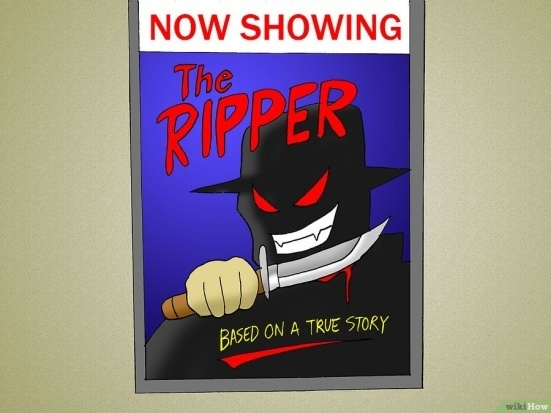 NOW SHOWING
The
RIPPER
BASED ON A TRUE STORY
wikiHow